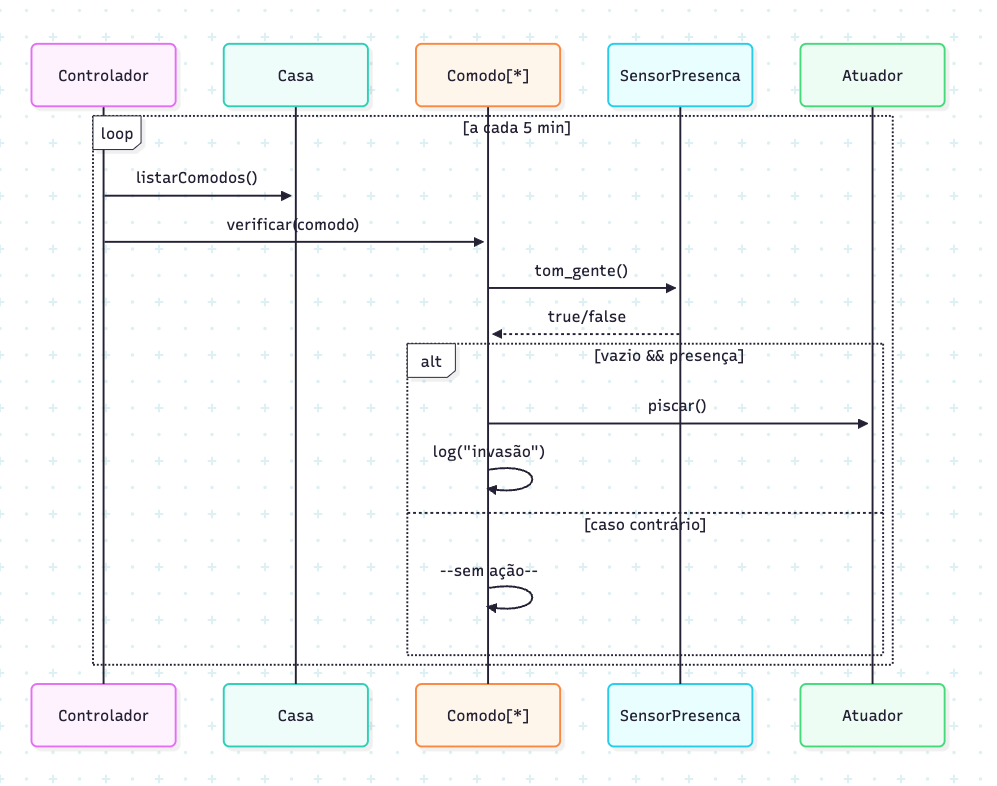 Controlador
Casa
Comodo[*]
SensorPresenca
Atuador
loop
[a cada 5 min]
listarComodos()
verificar(comodo)
tom_gente()
true/false
alt
[vazio && presença]
piscar()
log("invasão")
[caso contrário]
--sem ação--
Controlador
Casa
Comodo[*]
SensorPresenca
Atuador